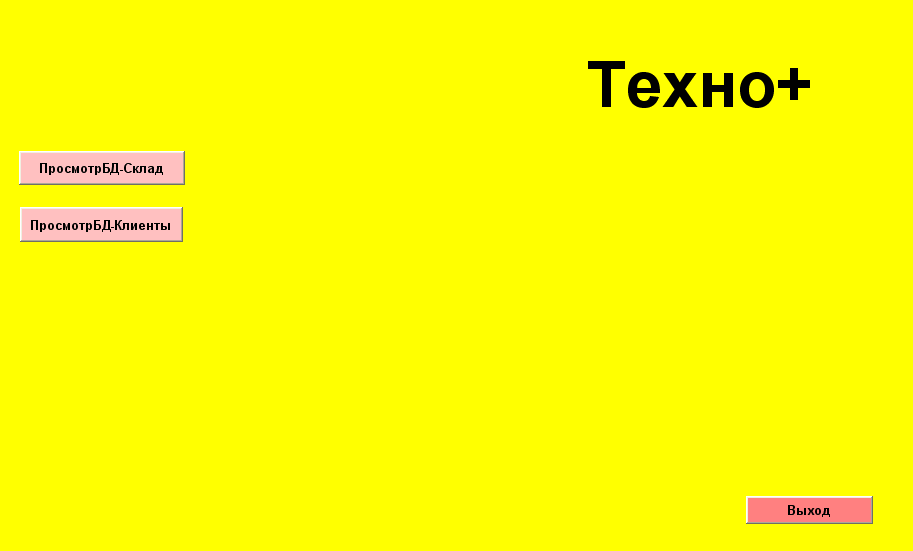 Техно+
ПросмотрБД-Склад
ПросмотрБД-Клиенты
Выход